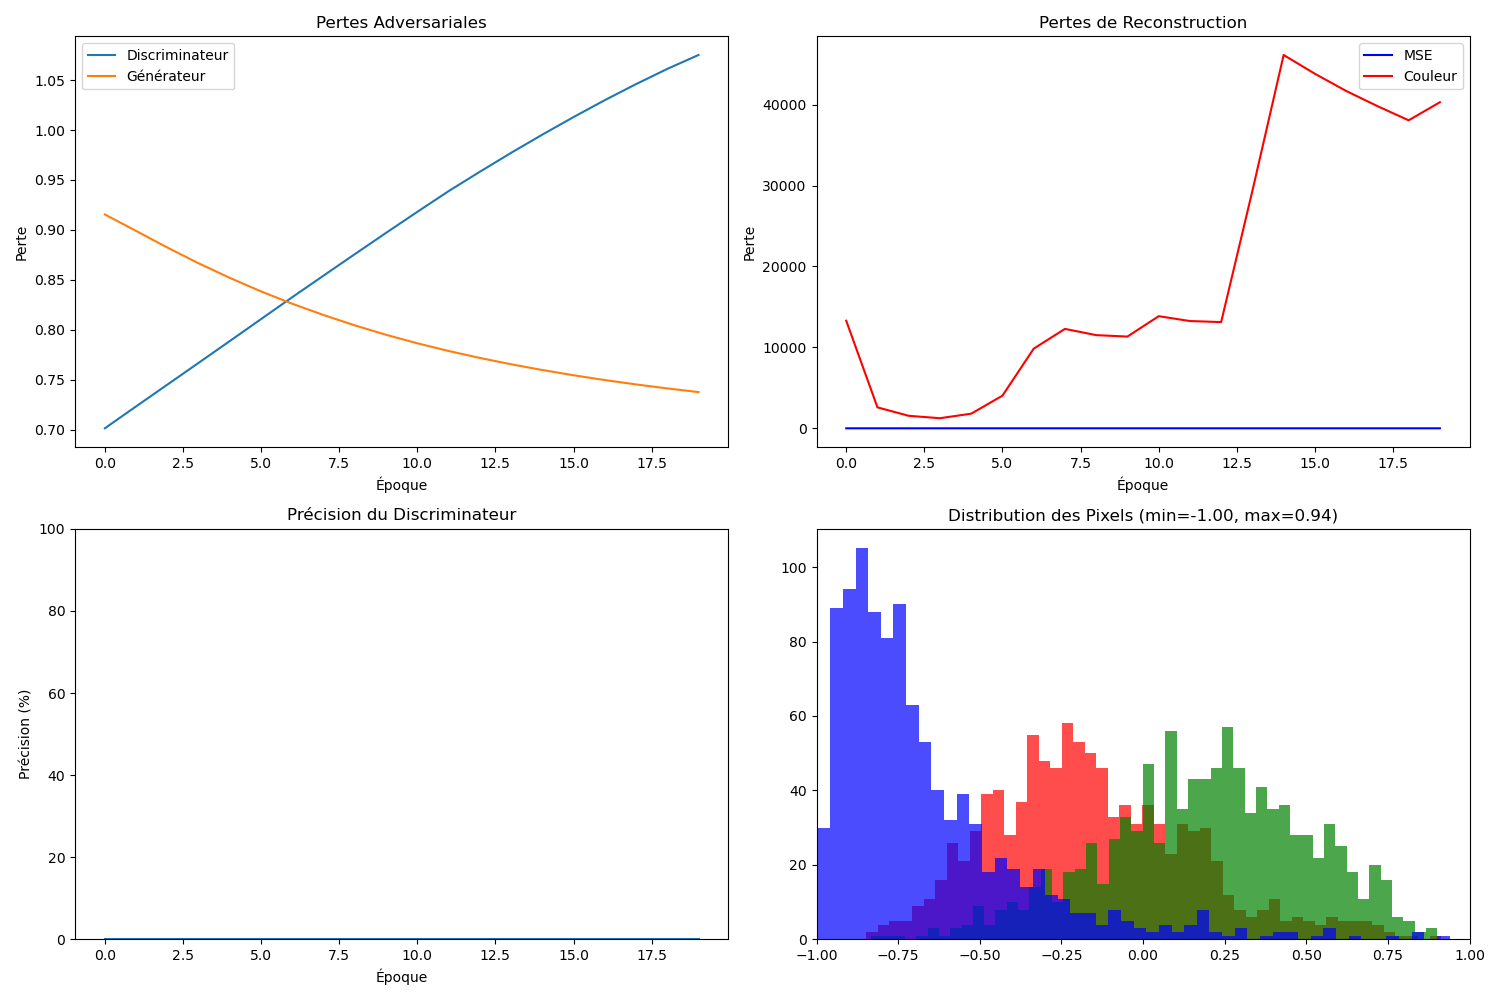 Pertes Adversariales
Perte
1.05
1.00
0.95
0.90
0.85
0.80
0.75
0.70
Discriminateur
Générateur
0.0 2.5 5.0 7.5 10.0 12.5 15.0 17.5
Époque
Pertes de Reconstruction
Perte
40000
30000
20000
10000
0
MSE
Couleur
0.0 2.5 5.0 7.5 10.0 12.5 15.0 17.5
Époque
Précision du Discriminateur
Précision (%)
100
80
60
40
20
0
0.0 2.5 5.0 7.5 10.0 12.5 15.0 17.5
Époque
Distribution des Pixels (min=-1.00, max=0.94)
100
80
60
40
20
0
−1.00 −0.75 −0.50 −0.25 0.00 0.25 0.50 0.75 1.00